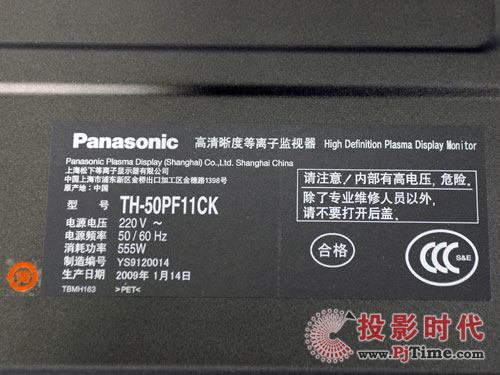 Panasonic 高清晰度等离子监视器 High Definition Plasma Display Monitor
Panasonic Plasma Display (Shanghai) Co.,Ltd. Shanghai China
上海松下等离子显示器有限公司
中国上海市浦东新区金桥出口加工区金穗路1398号
原产地:中国
型 号 TH-50PF11CK
电源电压 220 V ~
电源频率 50 / 60 Hz
消耗功率 555W
制造编号 YS9120014
生产日期 2009年 1月14日
TBMH163 >PET<
请注意!内部有高电压,危险。
除了专业维修人员以外,
请不要打开后盖。
合格
CCC S&E
10
投影时代
www.PjTime.com